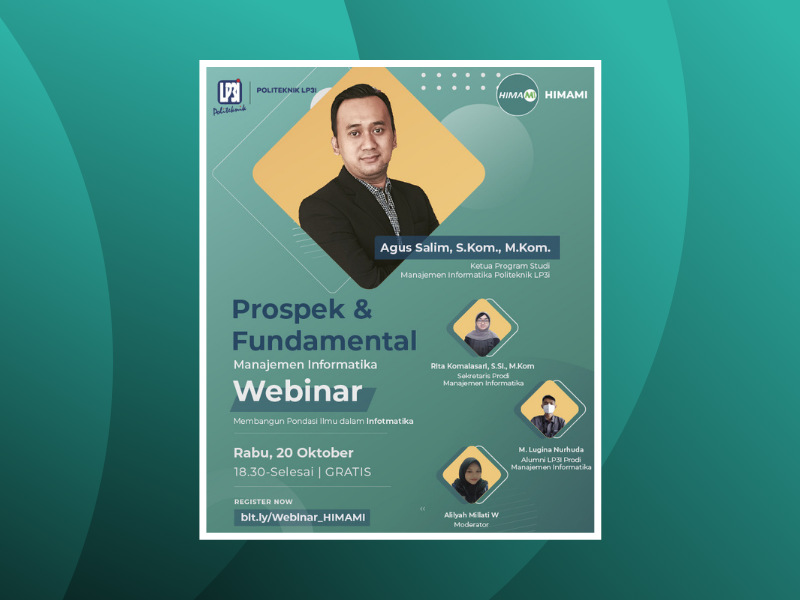 LP3I
Politeknik
POLITEKNIK LP3I
HIMAMI
HIMAMI
Agus Salim, S.Kom., M.Kom.
Ketua Program Studi
Manajemen Informatika Politeknik LP3i
Prospek &
Fundamental
Manajemen Informatika
Webinar
Membangun Pondasi Ilmu dalam Infotmatika
Rabu, 20 Oktober
18.30-Selesai | GRATIS
REGISTER NOW
bit.ly/Webinar_HIMAMI
Rita Komalasari, S.Si., M.Kom
Sekretaris Prodi
Manajemen Informatika
M. Lugina Nurhuda
Alumni LP3I Prodi
Manajemen Informatika
Aliyah Millati W
Moderator